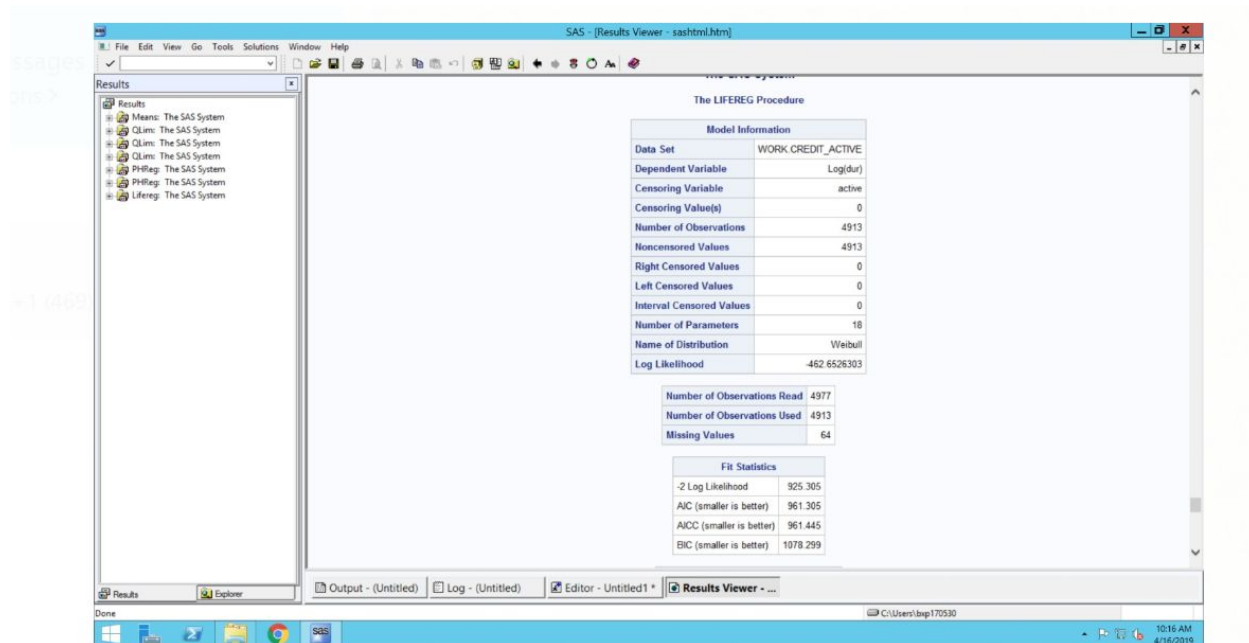 SAS - [Results Viewer - sashtml.htm]
File Edit View Go Tools Solutions Window Help
Results
Results
Means: The SAS System
QLim: The SAS System
QLim: The SAS System
QLim: The SAS System
PHReg: The SAS System
PHReg: The SAS System
Lifereg: The SAS System
The LIFEREG Procedure
Model Information
Data Set WORK.CREDIT_ACTIVE
Dependent Variable Log(dur)
Censoring Variable active
Censoring Value(s) 0
Number of Observations 4913
Noncensored Values 4913
Right Censored Values 0
Left Censored Values 0
Interval Censored Values 0
Number of Parameters 18
Name of Distribution Weibull
Log Likelihood -462.6526303
Number of Observations Read 4977
Number of Observations Used 4913
Missing Values 64
Fit Statistics
-2 Log Likelihood 925.305
AIC (smaller is better) 961.305
AICC (smaller is better) 961.445
BIC (smaller is better) 1078.299
Results Explorer
Output - (Untitled) Log - (Untitled) Editor - Untitled1 * Results Viewer - ...
Done C:\Users\bxp170530
sas
10:16 AM
4/16/2019